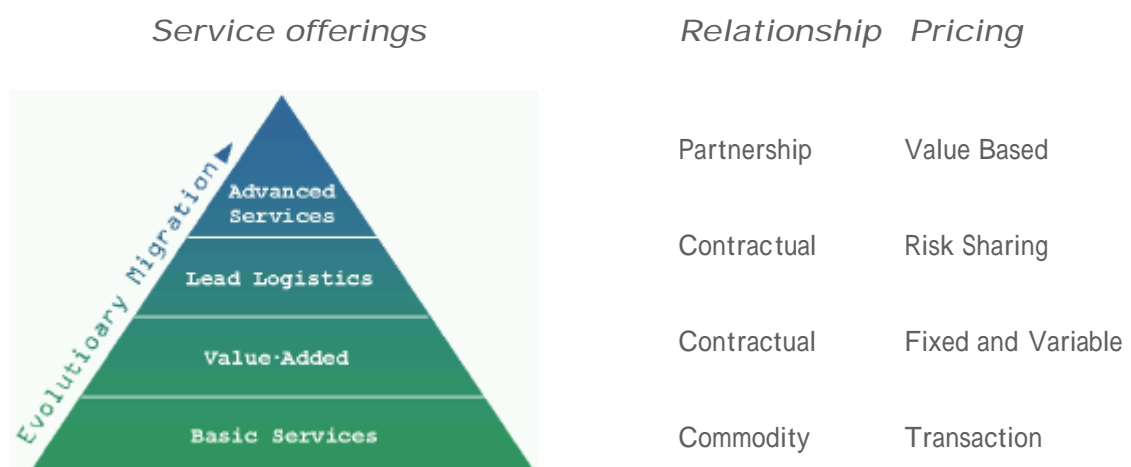 Service offerings Relationship Pricing
Evolutioary Migration
Advanced
Services
Partnership Value Based
Lead Logistics
Contractual Risk Sharing
Value·Added
Contractual Fixed and Variable
Basic Services
Commodity Transaction